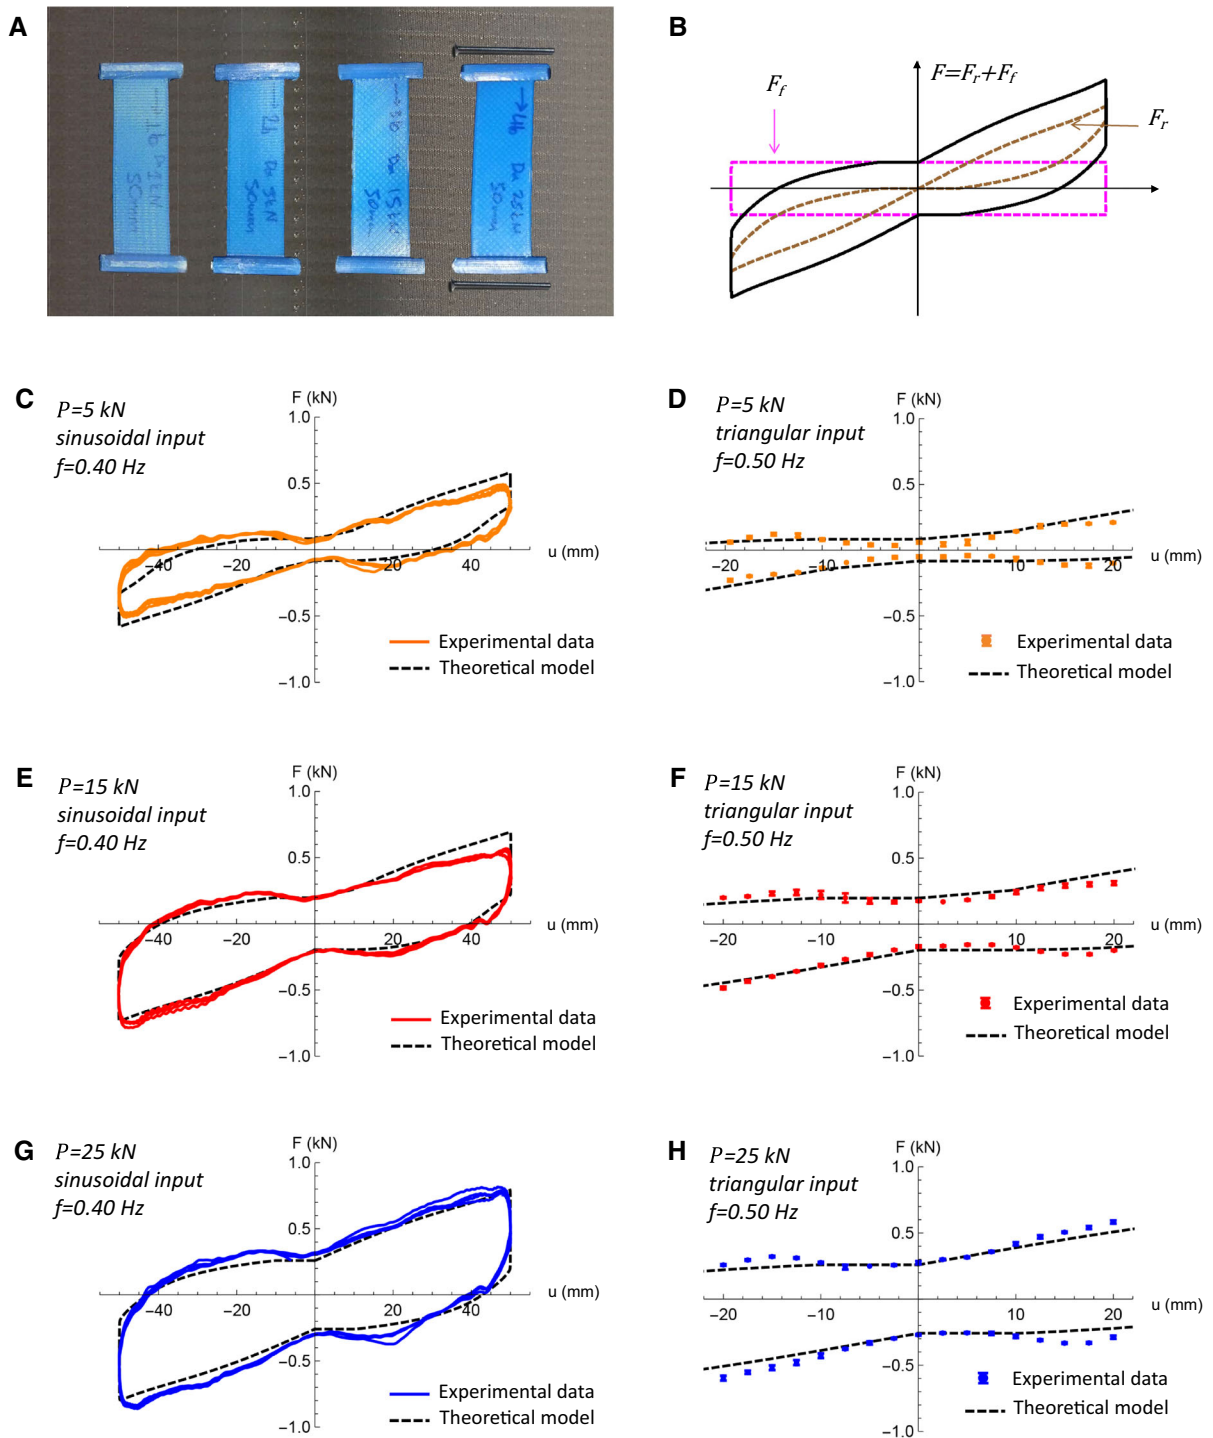 A
B
F=Fr+Ff
Ff
Fr
50mm
50mm
50mm
C
P=5 kN
sinusoidal input
f=0.40 Hz
F (kN)
1.0
0.5
−0.5
−1.0
−40
−20
20
40
u (mm)
Experimental data
Theoretical model
D
P=5 kN
triangular input
f=0.50 Hz
F (kN)
1.0
0.5
−0.5
−1.0
−20
−10
10
20
u (mm)
Experimental data
Theoretical model
E
P=15 kN
sinusoidal input
f=0.40 Hz
F (kN)
1.0
0.5
−0.5
−1.0
−40
−20
20
40
u (mm)
Experimental data
Theoretical model
F
P=15 kN
triangular input
f=0.50 Hz
F (kN)
1.0
0.5
−0.5
−1.0
−20
−10
10
20
u (mm)
Experimental data
Theoretical model
G
P=25 kN
sinusoidal input
f=0.40 Hz
F (kN)
1.0
0.5
−0.5
−1.0
−40
−20
20
40
u (mm)
Experimental data
Theoretical model
H
P=25 kN
triangular input
f=0.50 Hz
F (kN)
1.0
0.5
−0.5
−1.0
−20
−10
10
20
u (mm)
Experimental data
Theoretical model